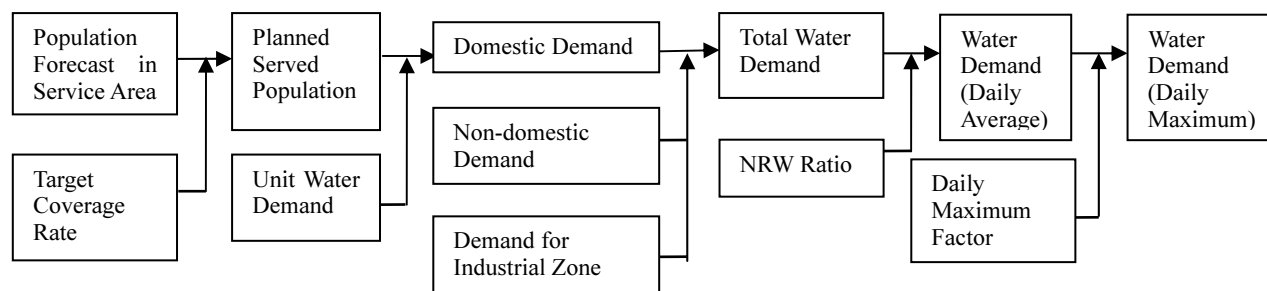 Population
Forecast in
Service Area
Planned
Served
Population
Domestic Demand
Total Water
Demand
Water
Demand
(Daily
Average)
Water
Demand
(Daily
Maximum)
Non-domestic
Demand
NRW Ratio
Target
Coverage
Rate
Unit Water
Demand
Daily
Maximum
Factor
Demand for
Industrial Zone